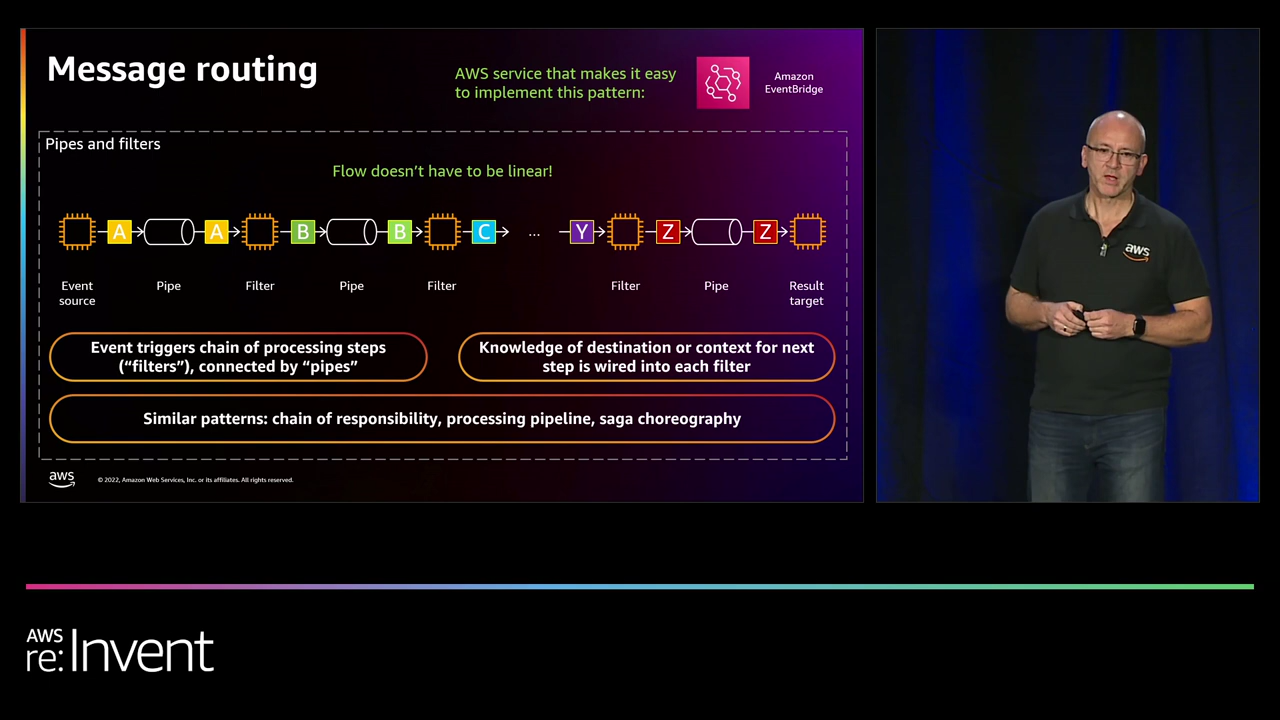 Message routing
AWS service that makes it easy
to implement this pattern:
Amazon
EventBridge
Pipes and filters
Flow doesn’t have to be linear!
A A B B C ... Y Z Z
Event
source
Pipe
Filter
Pipe
Filter
Filter
Pipe
Result
target
Event triggers chain of processing steps
(“filters”), connected by “pipes”
Knowledge of destination or context for next
step is wired into each filter
Similar patterns: chain of responsibility, processing pipeline, saga choreography
aws
© 2022, Amazon Web Services, Inc. or its affiliates. All rights reserved.
aws
AWS
re:Invent